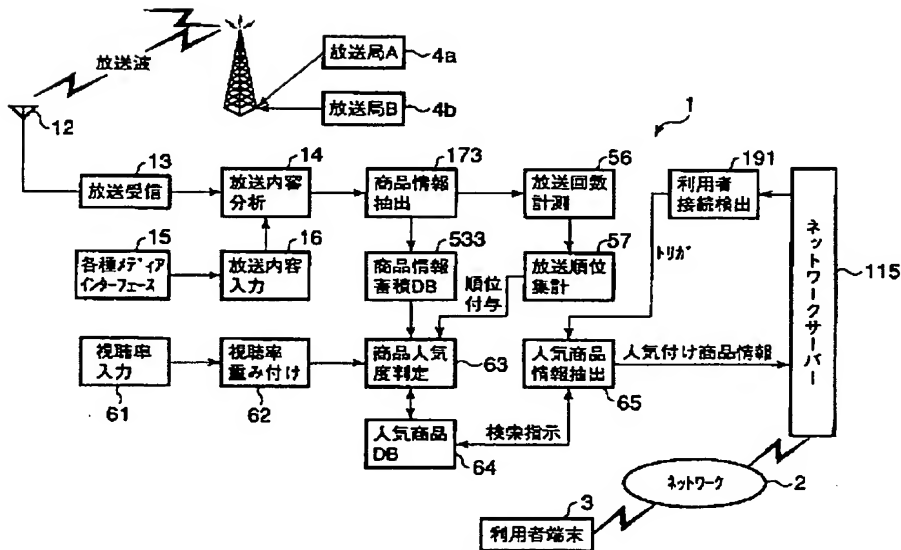 放送波
放送局A
4a
放送局B
4b
12
1
13
放送受信
14
放送内容
分析
173
商品情報
抽出
56
放送回数
計測
191
利用者
接続検出
15
各種メディア
インターフェース
16
放送内容
入力
533
商品情報
蓄積DB
57
放送順位
集計
順位
付与
トリガ
ネットワークサーバー
115
視聴率
入力
61
視聴率
重み付け
62
商品人気
度判定
63
人気商品
情報抽出
65
人気付け商品情報
人気商品
DB
64
検索指示
ネットワーク
2
3
利用者端末